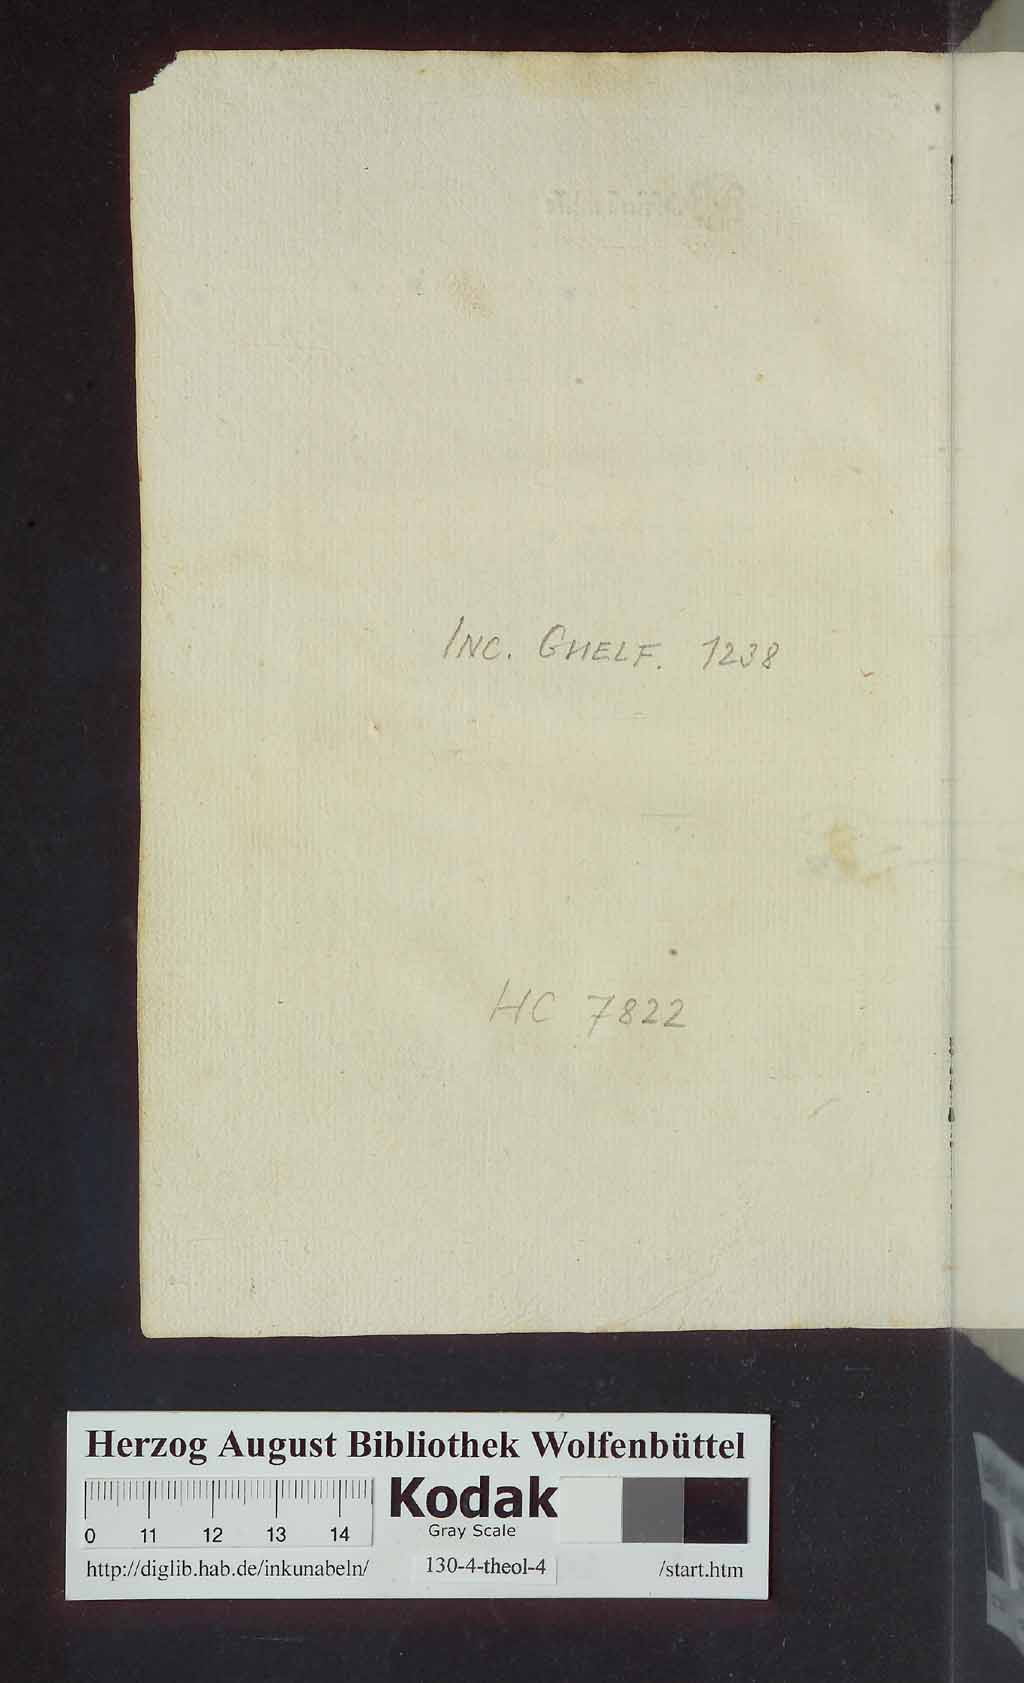 INC. GUELF. 1238
HC 7822
Herzog August Bibliothek Wolfenbüttel
Kodak
Gray Scale
0 11 12 13 14
http://diglib.hab.de/inkunabeln/ 130-4-theol-4 /start.htm